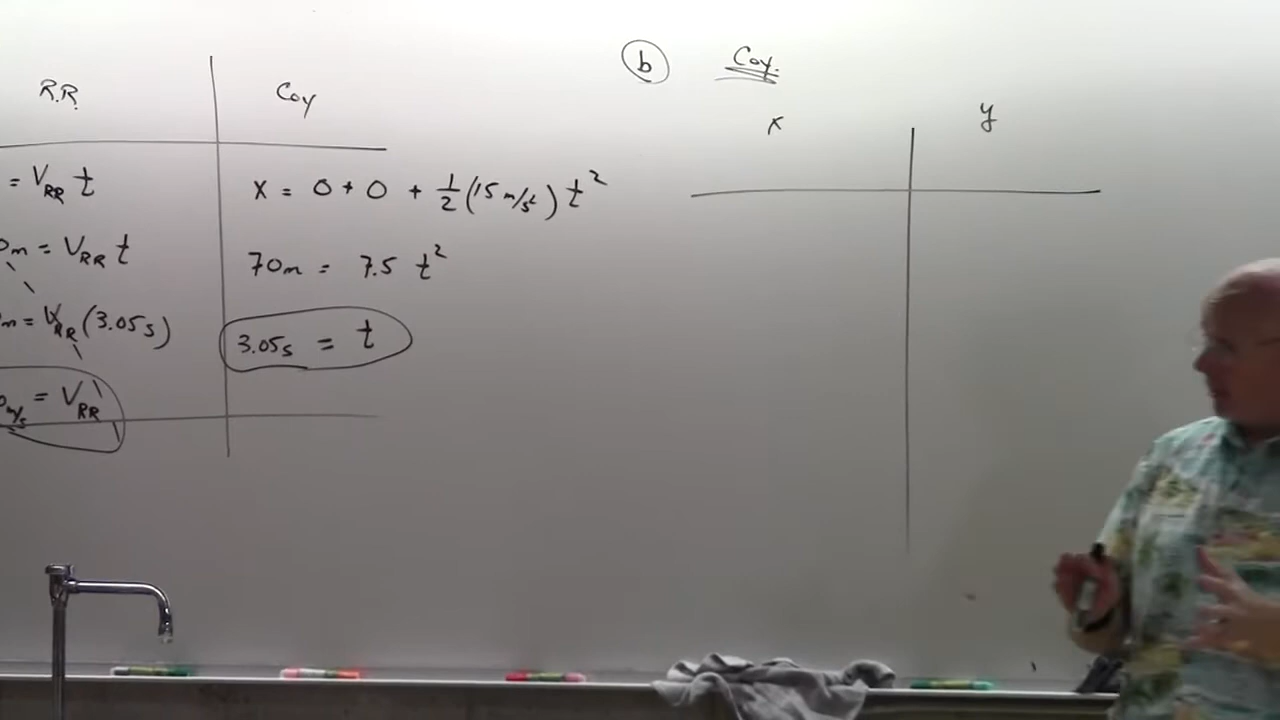 R.R.
= V_RR t
0m = V_RR t
m = V_RR (3.05s)
m/s = V_RR
Coy
x = 0 + 0 + 1/2 (15 m/s²) t²
70m = 7.5 t²
3.05s = t
b Coy.
x y